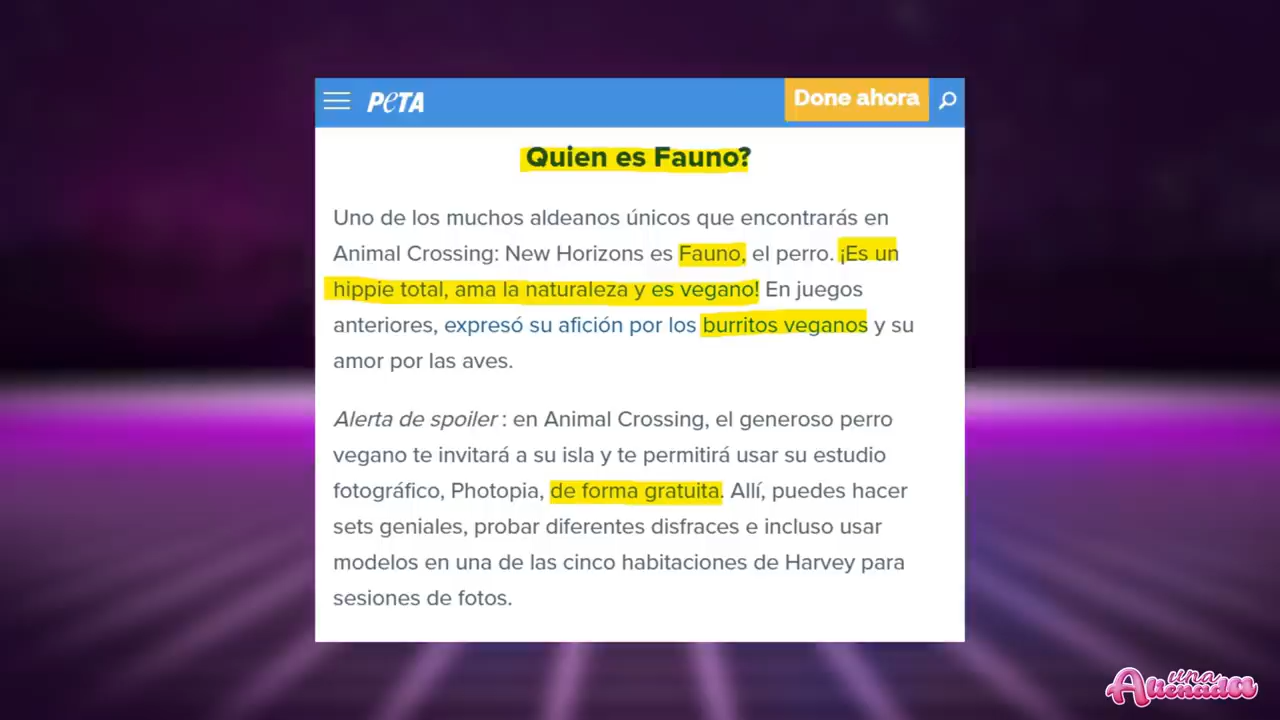 PETA
Done ahora
Quien es Fauno?
Uno de los muchos aldeanos únicos que encontrarás en
Animal Crossing: New Horizons es Fauno, el perro. ¡Es un
hippie total, ama la naturaleza y es vegano! En juegos
anteriores, expresó su afición por los burritos veganos y su
amor por las aves.
Alerta de spoiler : en Animal Crossing, el generoso perro
vegano te invitará a su isla y te permitirá usar su estudio
fotográfico, Photopia, de forma gratuita. Allí, puedes hacer
sets geniales, probar diferentes disfraces e incluso usar
modelos en una de las cinco habitaciones de Harvey para
sesiones de fotos.
una